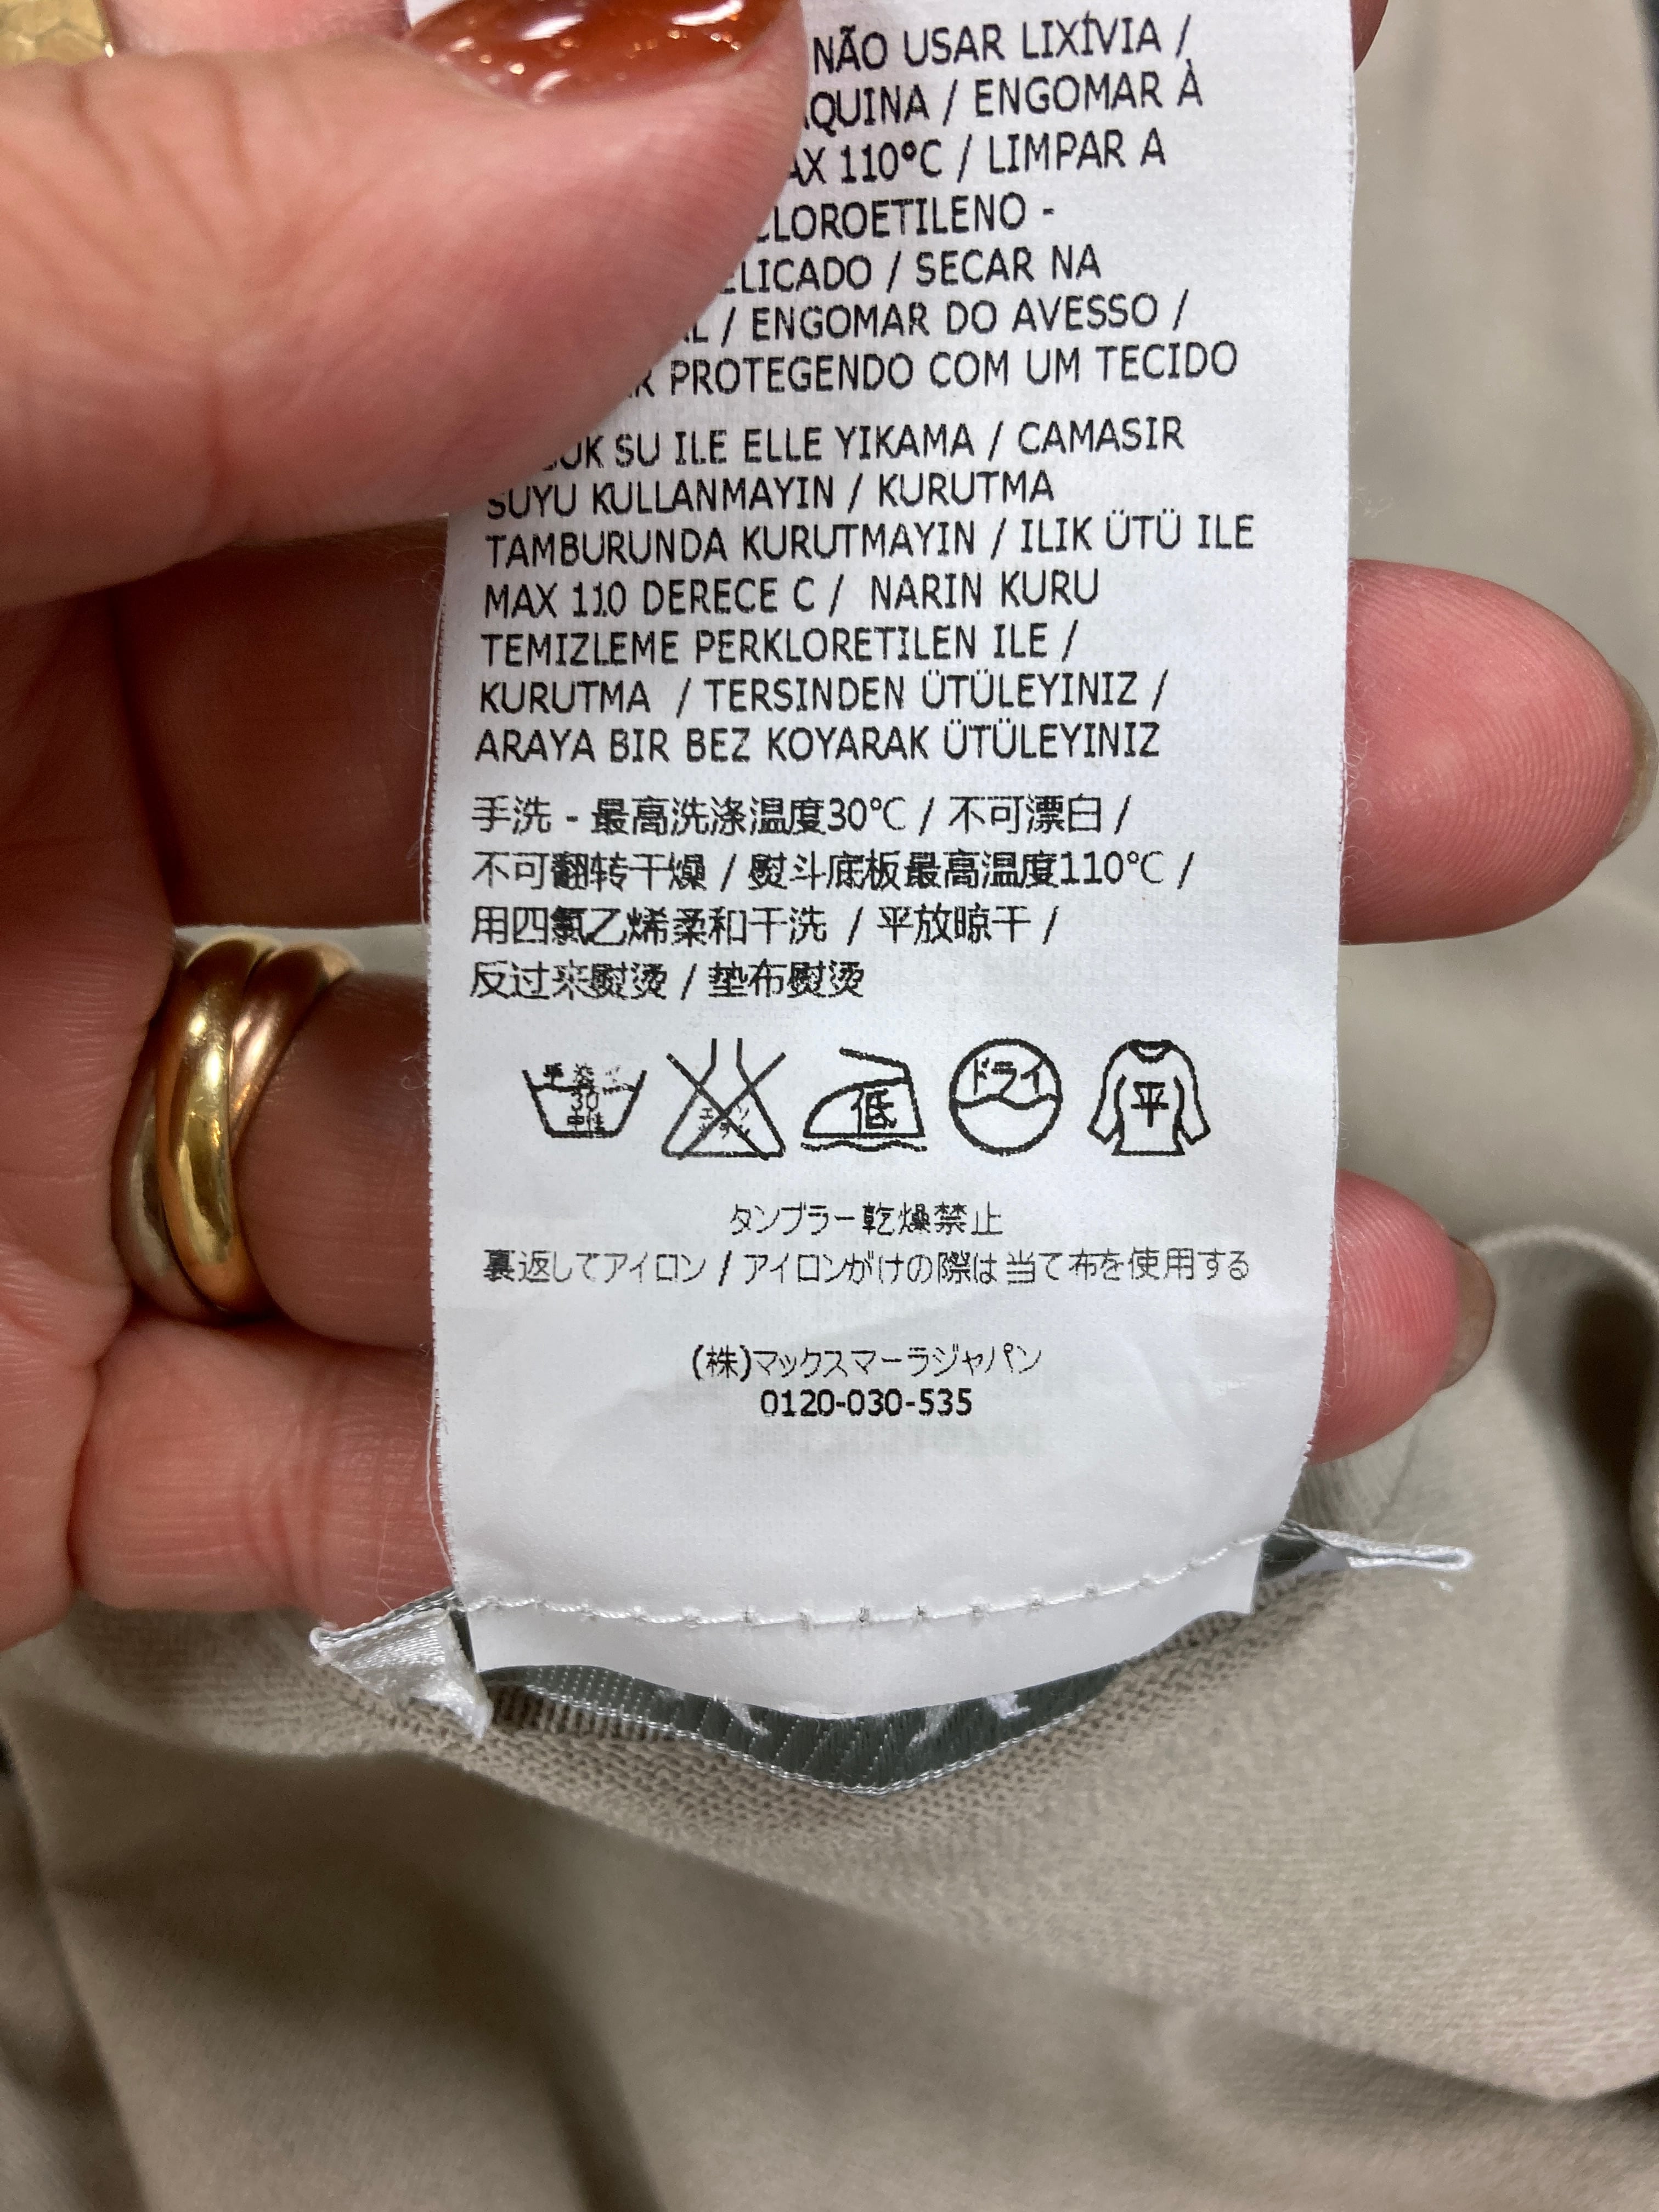 NÃO USAR LIXÍVIA /
/ ENGOMAR À
110°C / LIMPAR A
-
/ SECAR NA
/ ENGOMAR DO AVESSO /
PROTEGENDO COM UM TECIDO
SU ILE ELLE YIKAMA / CAMASIR
SUYU KULLANMAYIN / KURUTMA
TAMBURUNDA KURUTMAYIN / ILIK ÜTÜ ILE
MAX 110 DERECE C / NARIN KURU
TEMIZLEME PERKLORETILEN ILE /
KURUTMA / TERSINDEN ÜTÜLEYINIZ /
ARAYA BIR BEZ KOYARAK ÜTÜLEYINIZ
手洗 - 最高洗涤温度30℃ / 不可漂白 /
不可翻转干燥 / 熨斗底板最高温度110℃ /
用四氯乙烯柔和干洗 / 平放晾干 /
反过来熨烫 / 垫布熨烫
30
中性
低
ドライ
平
タンブラー乾燥禁止
裏返してアイロン / アイロンがけの際は当て布を使用する
(株)マックスマーラジャパン
0120-030-535